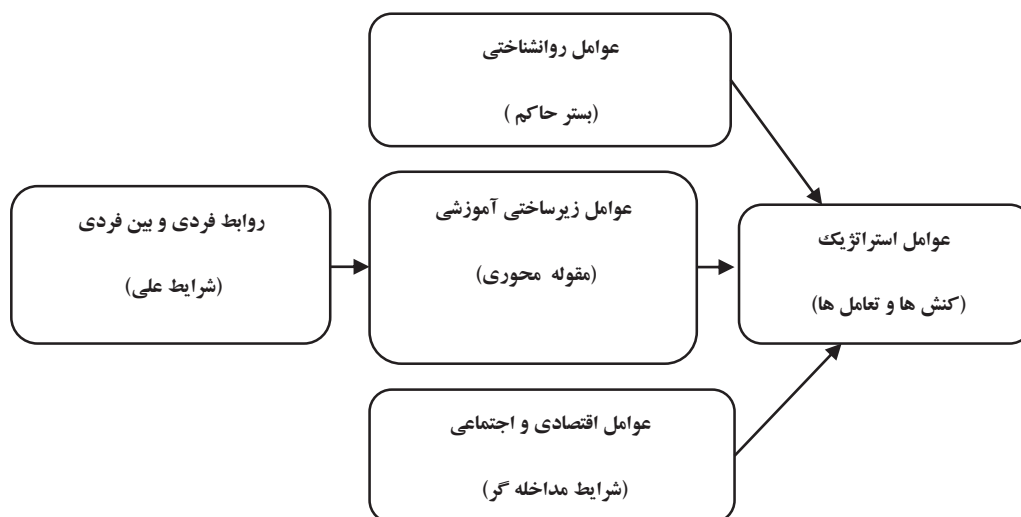 عوامل روانشناختی
(بستر حاکم )
روابط فردی و بین فردی
(شرایط علی)
عوامل زیرساختی آموزشی
(مقوله محوری)
عوامل استراتژیک
(کنش ها و تعامل ها)
عوامل اقتصادی و اجتماعی
(شرایط مداخله گر)